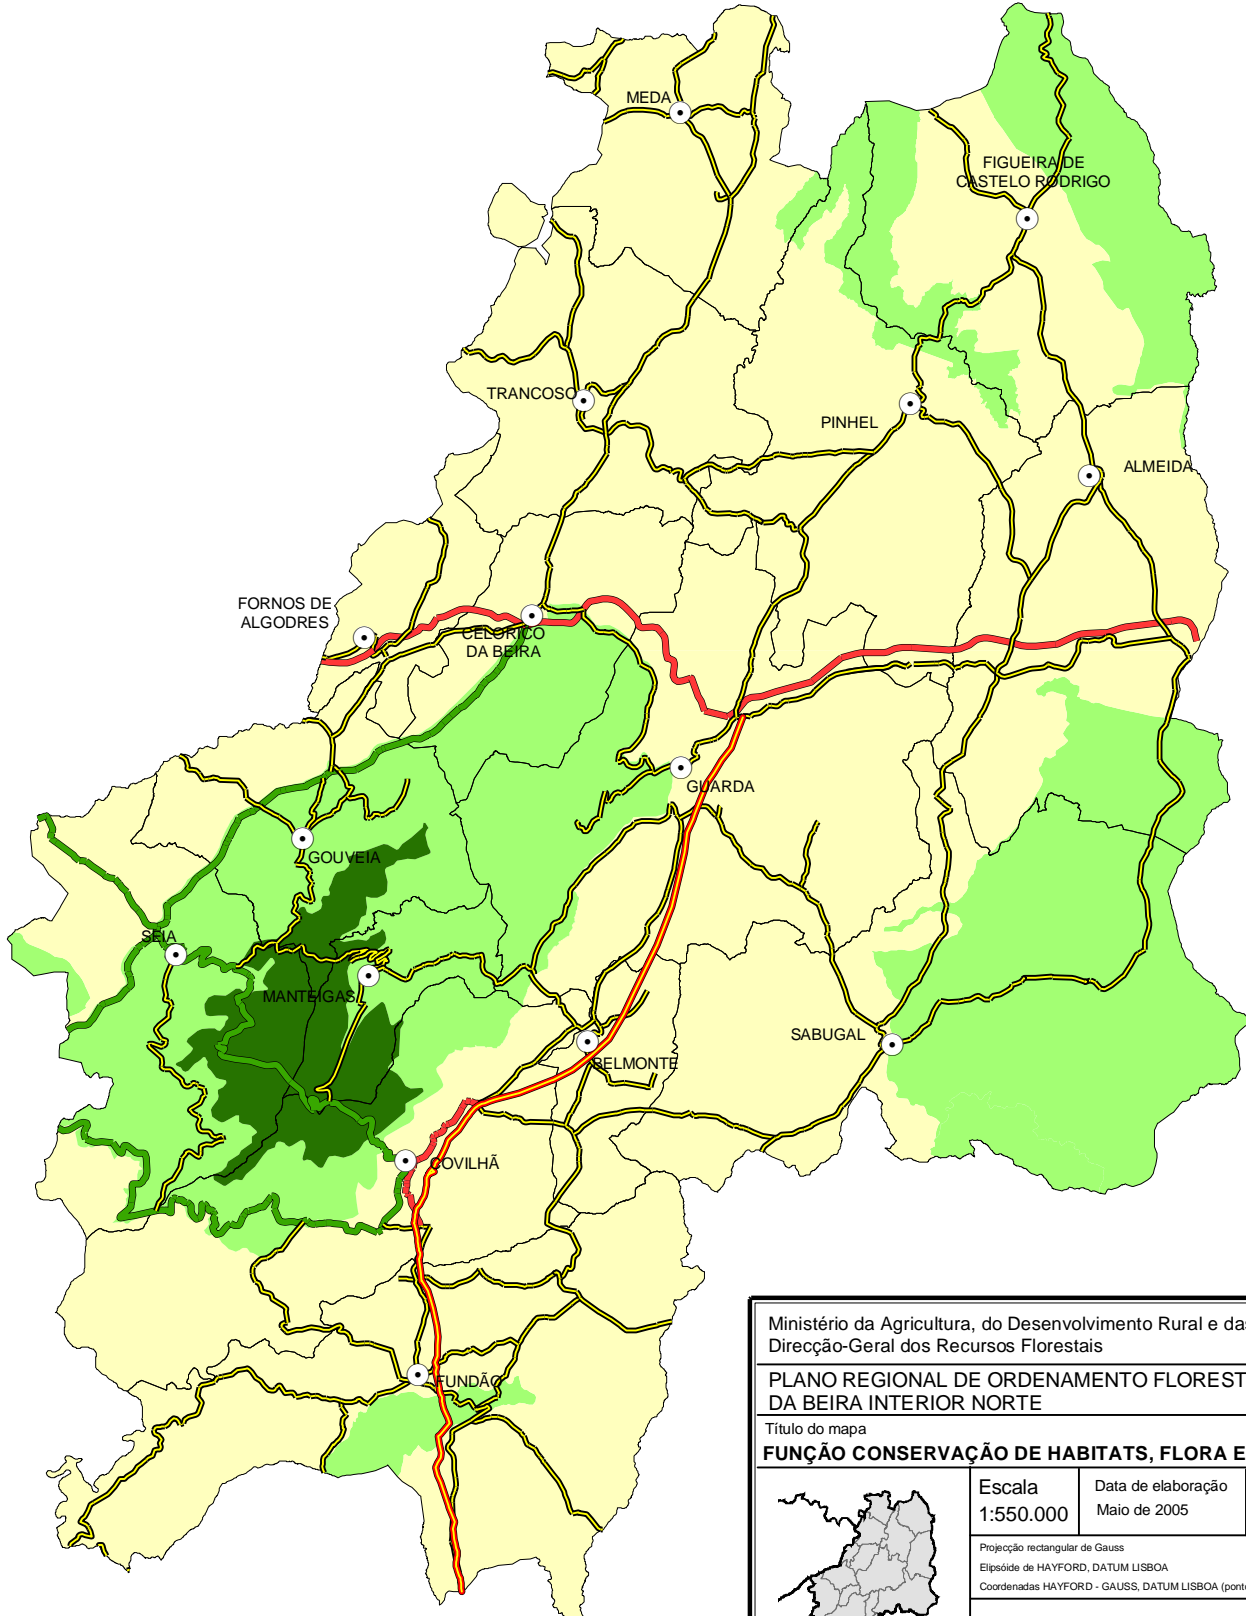 MEDA
FIGUEIRA DE
CASTELO RODRIGO
TRANCOSO
PINHEL
ALMEIDA
FORNOS DE
ALGODRES
CELORICO
DA BEIRA
GUARDA
GOUVEIA
SEIA
MANTEIGAS
SABUGAL
BELMONTE
COVILHÃ
FUNDÃO
Ministério da Agricultura, do Desenvolvimento Rural e das
Direcção-Geral dos Recursos Florestais
PLANO REGIONAL DE ORDENAMENTO FLOREST
DA BEIRA INTERIOR NORTE
Título do mapa
FUNÇÃO CONSERVAÇÃO DE HABITATS, FLORA E
Escala
1:550.000
Data de elaboração
Maio de 2005
Projecção rectangular de Gauss
Elipsóide de HAYFORD, DATUM LISBOA
Coordenadas HAYFORD - GAUSS, DATUM LISBOA (ponto